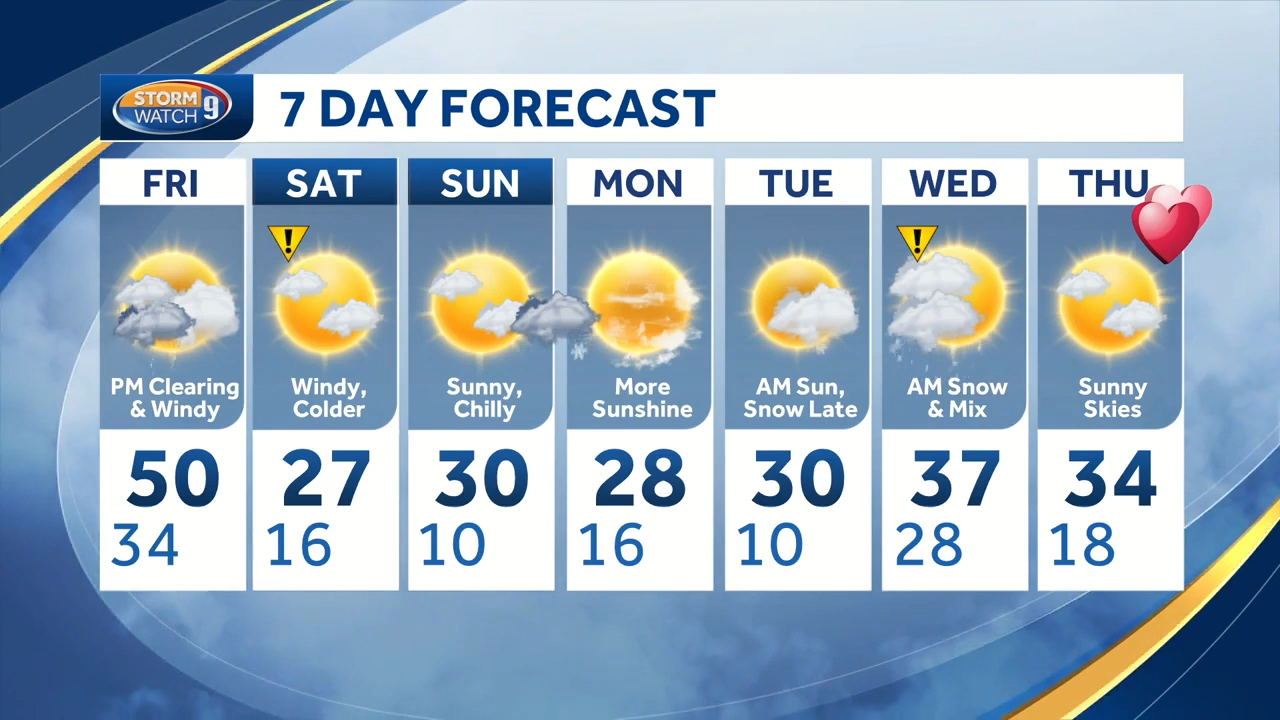 STORM
WATCH 9
7 DAY FORECAST
FRI
SAT
SUN
MON
TUE
WED
THU
!
!
PM Clearing
& Windy
Windy,
Colder
Sunny,
Chilly
More
Sunshine
AM Sun,
Snow Late
AM Snow
& Mix
Sunny
Skies
50
27
30
28
30
37
34
34
16
10
16
10
28
18